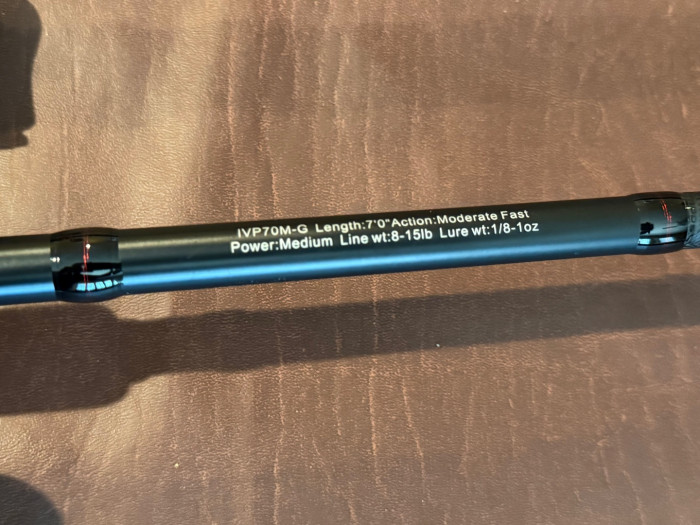 IVP70M-G Length:7'0"Action:Moderate Fast
Power:Medium Line wt:8-15lb Lure wt:1/8-1oz